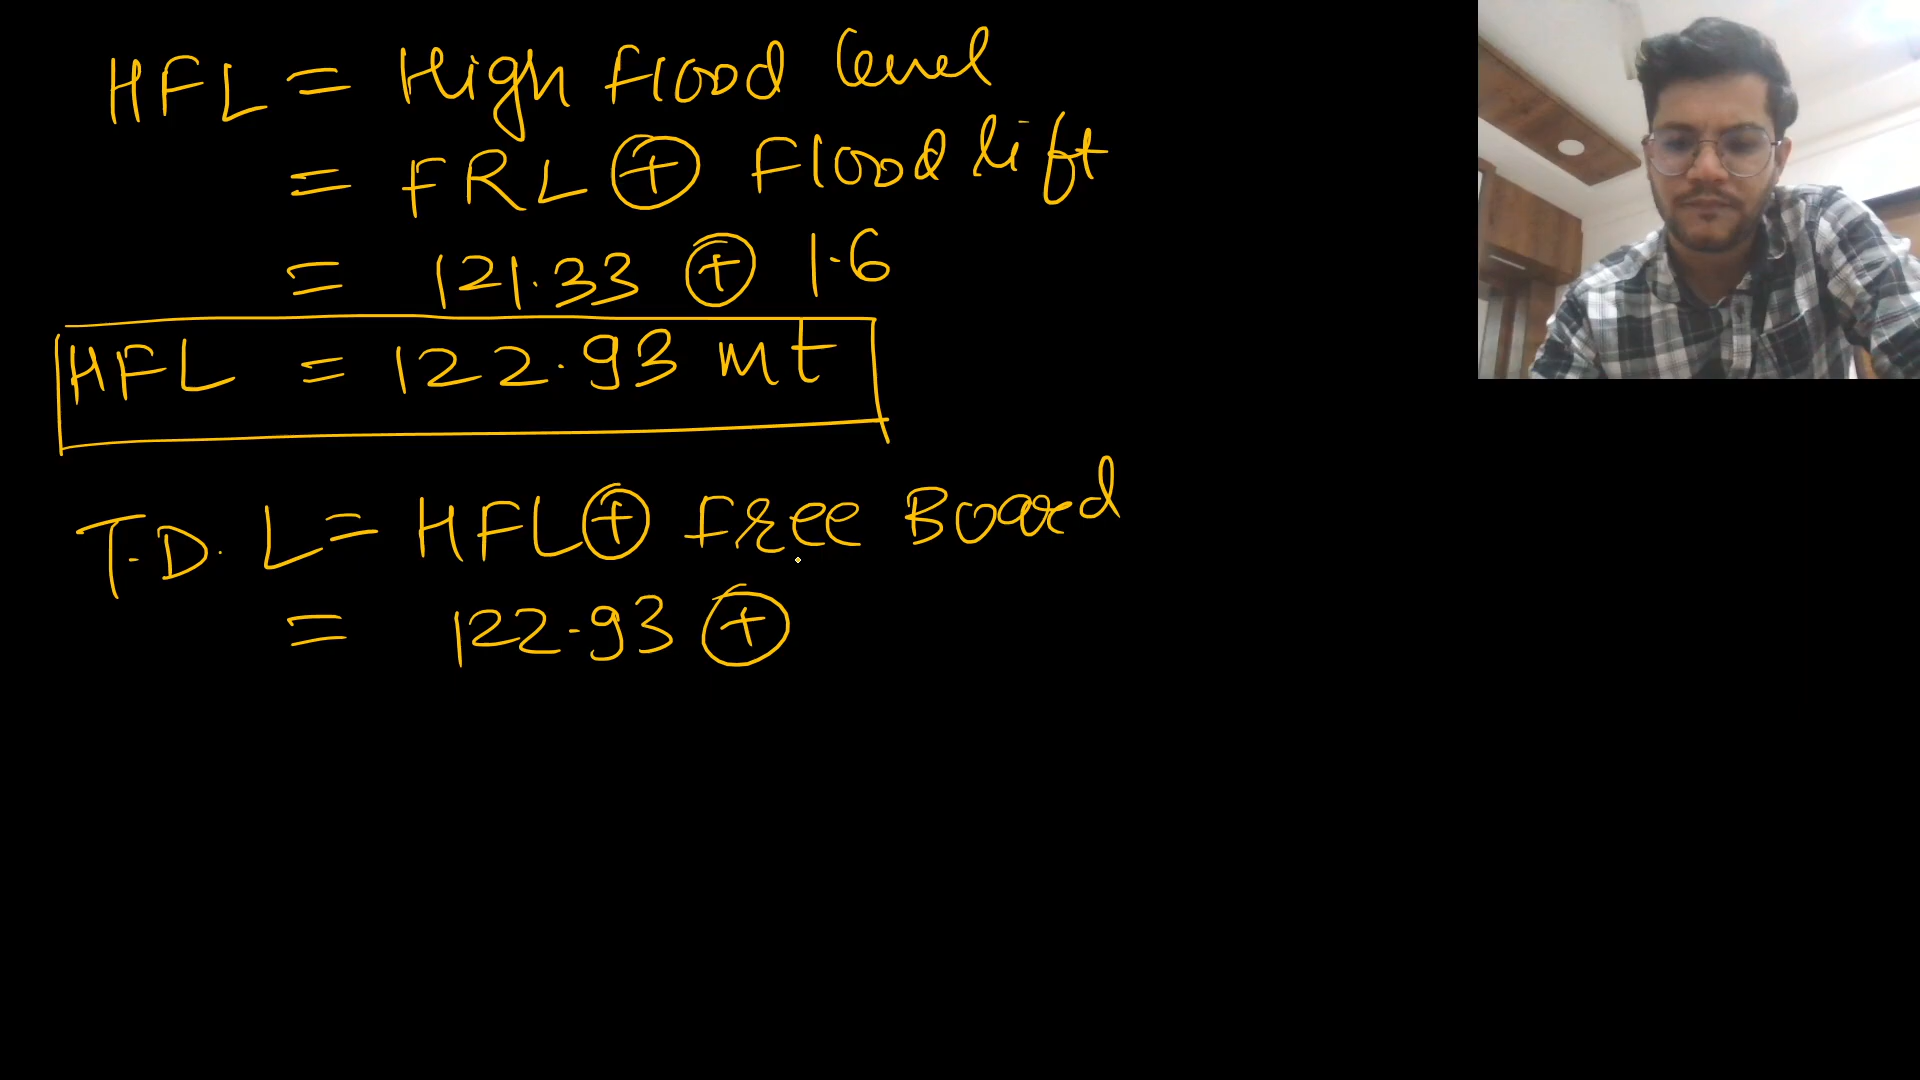 HFL = High flood level
= FRL ⊕ Flood lift
= 121.33 ⊕ 1.6
HFL = 122.93 mt
T.D. L = HFL ⊕ Free Board
= 122.93 ⊕